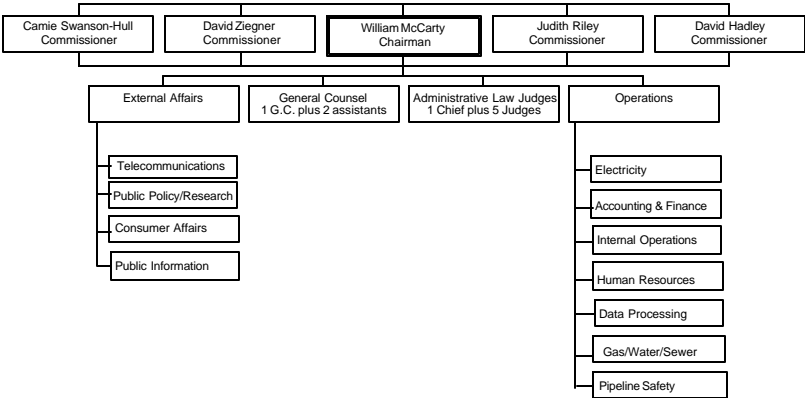 Camie Swanson-Hull
Commissioner
David Ziegner
Commissioner
William McCarty
Chairman
Judith Riley
Commissioner
David Hadley
Commissioner
External Affairs
General Counsel
1 G.C. plus 2 assistants
Administrative Law Judges
1 Chief plus 5 Judges
Operations
Telecommunications
Public Policy/Research
Consumer Affairs
Public Information
Electricity
Accounting & Finance
Internal Operations
Human Resources
Data Processing
Gas/Water/Sewer
Pipeline Safety